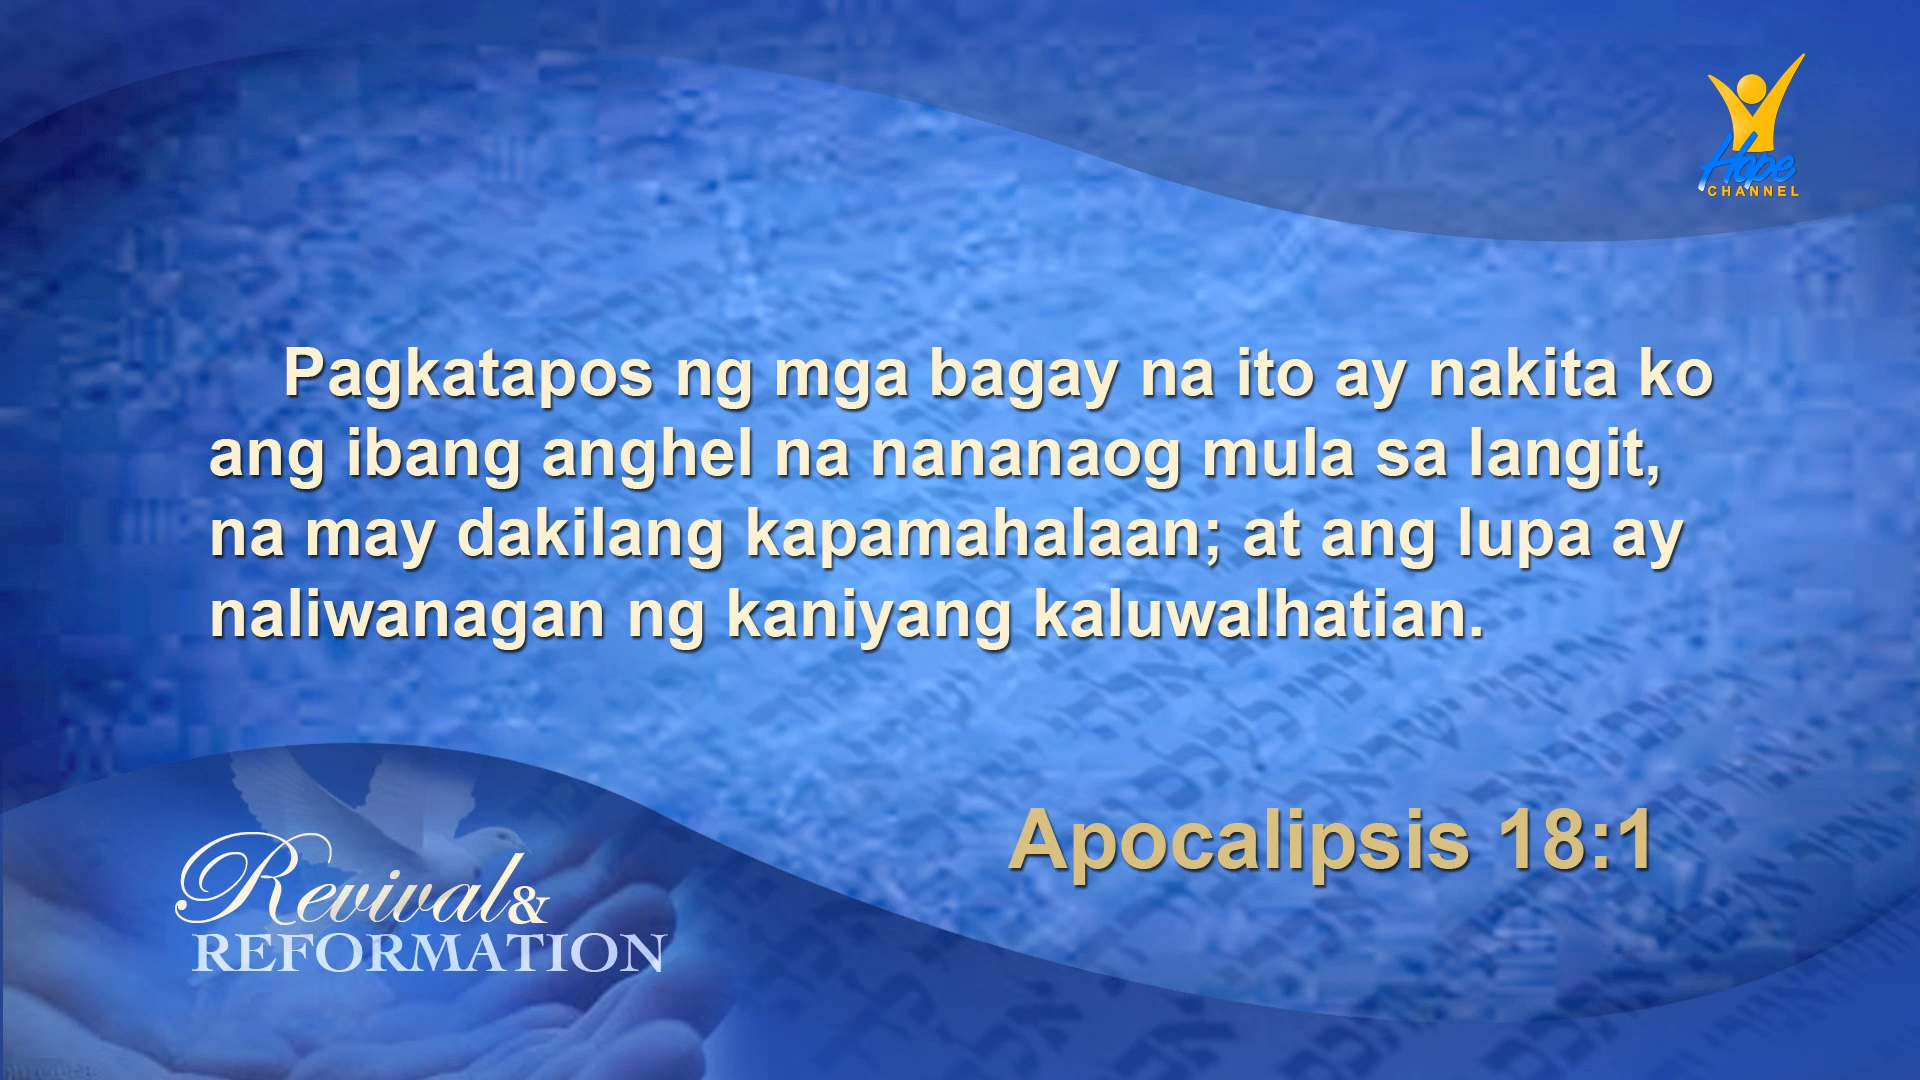 Hope
CHANNEL
Pagkatapos ng mga bagay na ito ay nakita ko
ang ibang anghel na nananaog mula sa langit,
na may dakilang kapamahalaan; at ang lupa ay
naliwanagan ng kaniyang kaluwalhatian.
Apocalipsis 18:1
Revival &
REFORMATION